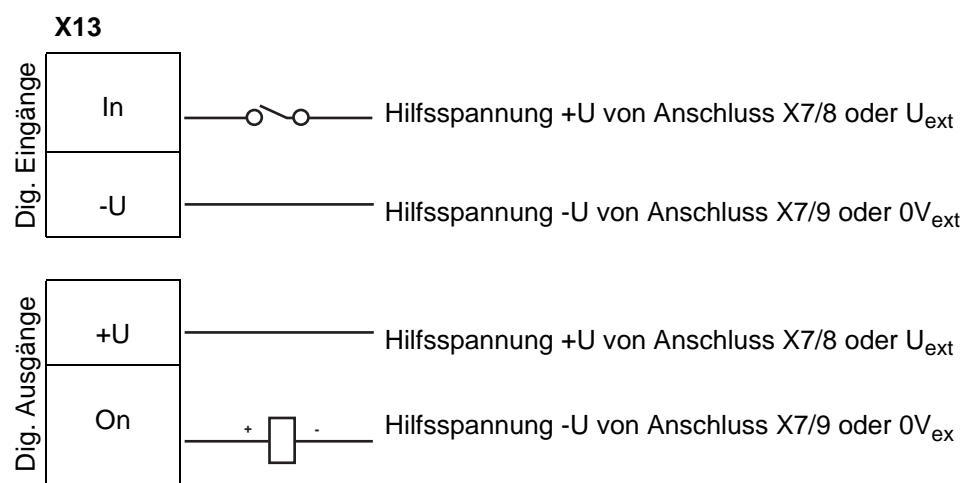 X13
Dig. Eingänge
In
Hilfsspannung +U von Anschluss X7/8 oder Uext
-U
Hilfsspannung -U von Anschluss X7/9 oder 0Vext
Dig. Ausgänge
+U
Hilfsspannung +U von Anschluss X7/8 oder Uext
On
+ -
Hilfsspannung -U von Anschluss X7/9 oder 0Vex